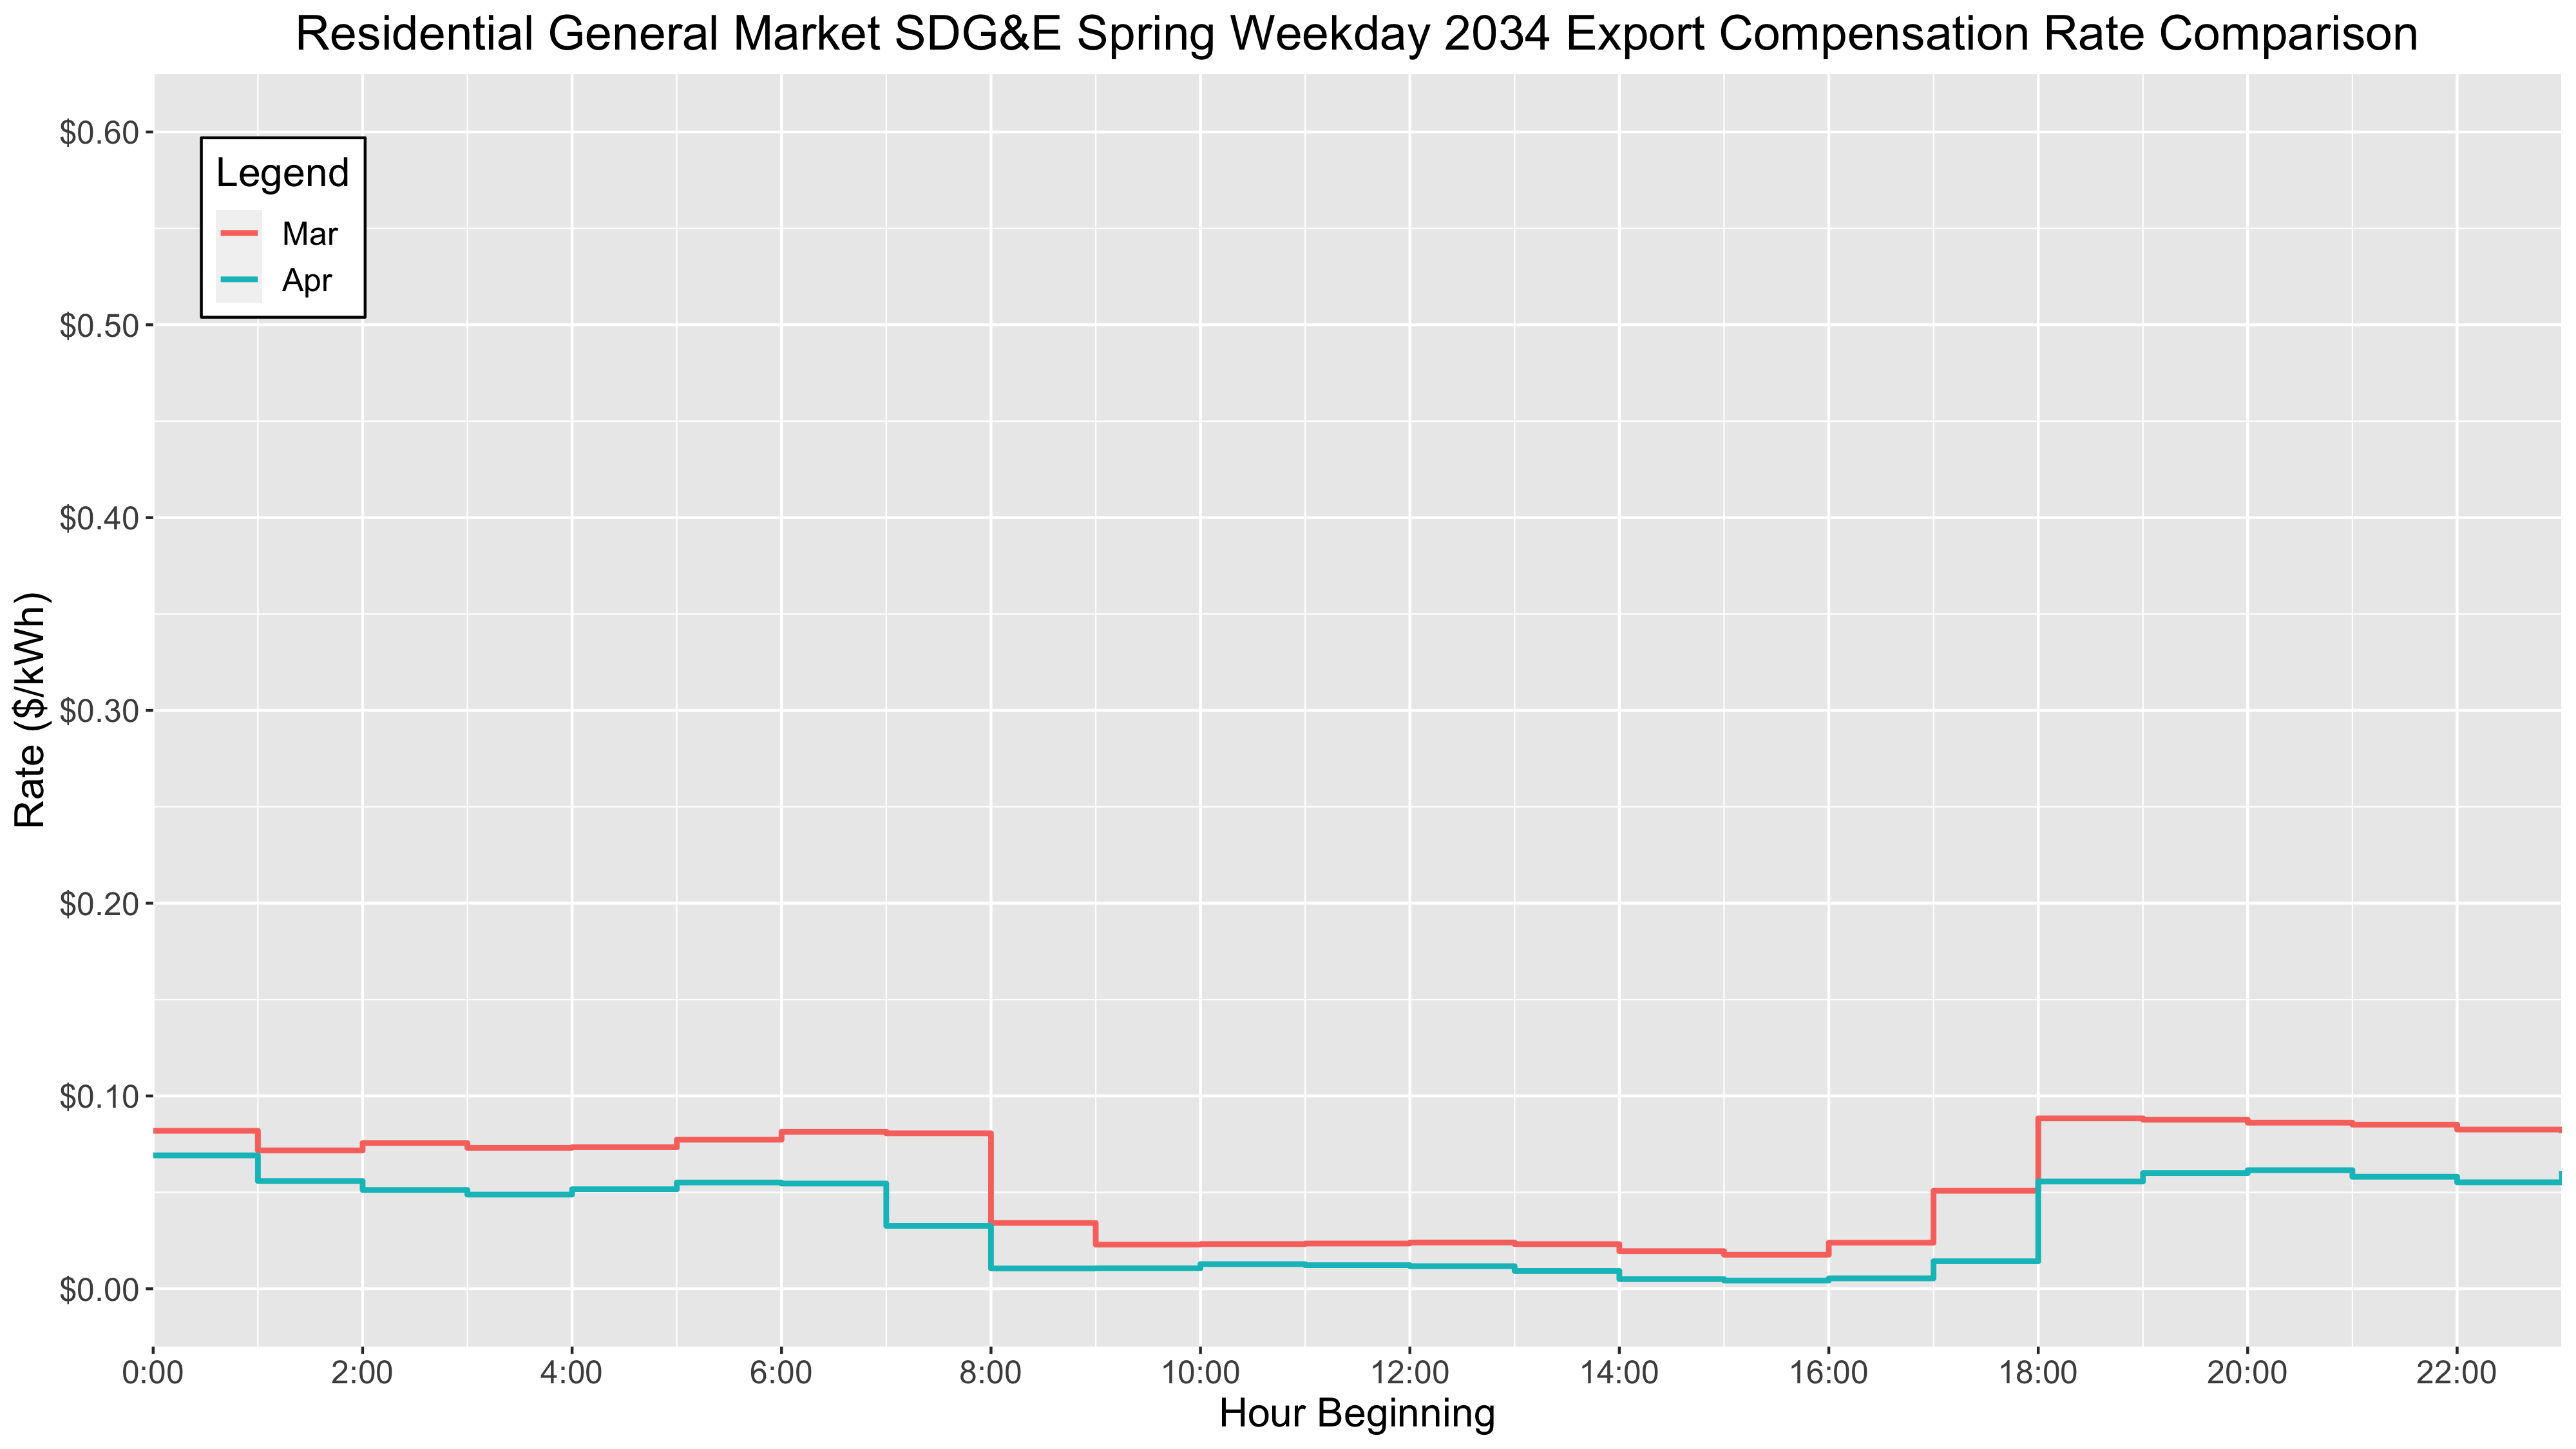 Residential General Market SDG&E Spring Weekday 2034 Export Compensation Rate Comparison
$0.60
Legend
Mar
Apr
$0.50
$0.40
Rate ($/kWh)
$0.30
$0.20
$0.10
$0.00
0:00 2:00 4:00 6:00 8:00 10:00 12:00 14:00 16:00 18:00 20:00 22:00
Hour Beginning